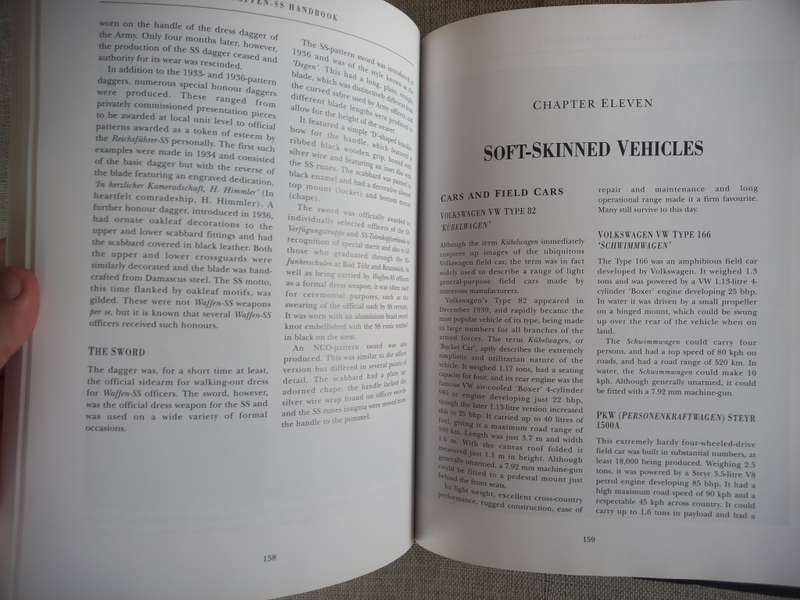 WAFFEN-SS HANDBOOK
worn on the handle of the dress dagger of
the Army. Only four months later, however,
the production of the SS dagger ceased and
authority for its wear was rescinded.
In addition to the 1933- and 1936-pattern
daggers, numerous special honour daggers
were produced. These ranged from
privately commissioned presentation pieces
to be awarded at local unit level to official
patterns awarded as a token of esteem by
the Reichsführer-SS personally. The first such
examples were made in 1934 and consisted
of the basic dagger but with the reverse of
the blade featuring an engraved dedication,
'In herzlicher Kameradschaft, H. Himmler' (In
heartfelt comradeship, H. Himmler). A
further honour dagger, introduced in 1936,
had ornate oakleaf decorations to the
upper and lower scabbard fittings and had
the scabbard covered in black leather. Both
the upper and lower crossguards were
similarly decorated and the blade was hand-
crafted from Damascus steel. The SS motto,
this time flanked by oakleaf motifs, was
gilded. These were not Waffen-SS weapons
per se, but it is known that several Waffen-SS
officers received such honours.
THE SWORD
The dagger was, for a short time at least,
the official sidearm for walking-out dress
for Waffen-SS officers. The sword, however,
was the official dress weapon for the SS and
was used on a wide variety of formal
occasions.
The SS-pattern sword was introduced in
1936 and was of the style known as the
'Degen'. This had a long, plain, straight
blade, which was distinctively different from
the curved sabre used by Army officers, and
different blade lengths were produced to
allow for the height of the wearer.
It featured a simple 'D'-shaped knuckle
bow for the handle, which featured a
ribbed black wooden grip, bound with
silver wire and featuring an inset disc with
the SS runes. The scabbard was painted in
black enamel and had a decorative silvered
top mount (locket) and bottom mount
(chape).
The sword was officially awarded to
individually selected officers of the SS-
Verfügungstruppe and SS-Totenkopfverbände in
recognition of special merit and also to all
those who graduated through the SS-
Junkerschulen at Bad Tölz and Brunswick. As
well as being carried by Waffen-SS officers
as a formal dress weapon, it was often used
for ceremonial purposes, such as the
swearing of the official oath by SS recruits.
It was worn with an aluminium braid sword
knot embellished with the SS runic symbol
in black on the stem.
An NCO-pattern sword was also
produced. This was similar to the officer
version but differed in several points of
detail. The scabbard had a plain un-
adorned chape; the handle lacked the
silver wire wrap found on officer swords
and the SS runes insignia were moved from
the handle to the pommel.
158
CHAPTER ELEVEN
SOFT-SKINNED VEHICLES
CARS AND FIELD CARS
VOLKSWAGEN VW TYPE 82
'KÜBELWAGEN'
Although the term Kübelwagen immediately
conjures up images of the ubiquitous
Volkswagen field car, the term was in fact
widely used to describe a range of light
general-purpose field cars made by
numerous manufacturers.
Volkswagen's Type 82 appeared in
December 1939, and rapidly became the
most popular vehicle of its type, being made
in large numbers for all branches of the
armed forces. The term Kübelwagen, or
'Bucket Car', aptly describes the extremely
simplistic and utilitarian nature of the
vehicle. It weighed 1.17 tons, had a seating
capacity for four, and its rear engine was the
famous VW air-cooled 'Boxer' 4-cylinder
985 cc engine developing just 22 bhp,
though the later 1.13-litre version increased
this to 25 bhp. It carried up to 40 litres of
fuel, giving it a maximum road range of
600 km. Length was just 3.7 m and width
1.6 m. With the canvas roof folded it
measured just 1.1 m in height. Although
generally unarmed, a 7.92 mm machine-gun
could be fitted to a pedestal mount just
behind the front seats.
Its light weight, excellent cross-country
performance, rugged construction, ease of
repair and maintenance and long
operational range made it a firm favourite.
Many still survive to this day.
VOLKSWAGEN VW TYPE 166
'SCHWIMMWAGEN'
The Type 166 was an amphibious field car
developed by Volkswagen. It weighed 1.3
tons and was powered by a VW 1.13-litre 4-
cylinder 'Boxer' engine developing 25 bhp.
In water it was driven by a small propeller
on a hinged mount, which could be swung
up over the rear of the vehicle when on
land.
The Schwimmwagen could carry four
persons, and had a top speed of 80 kph on
roads, and had a road range of 520 km. In
water, the Schwimmwagen could make 10
kph. Although generally unarmed, it could
be fitted with a 7.92 mm machine-gun.
PKW (PERSONENKRAFTWAGEN) STEYR
1500A
This extremely hardy four-wheeled-drive
field car was built in substantial numbers, at
least 18,000 being produced. Weighing 2.5
tons, it was powered by a Steyr 3.5-litre V8
petrol engine developing 85 bhp. It had a
high maximum road speed of 90 kph and a
respectable 45 kph across country. It could
carry up to 1.6 tons in payload and had a
159